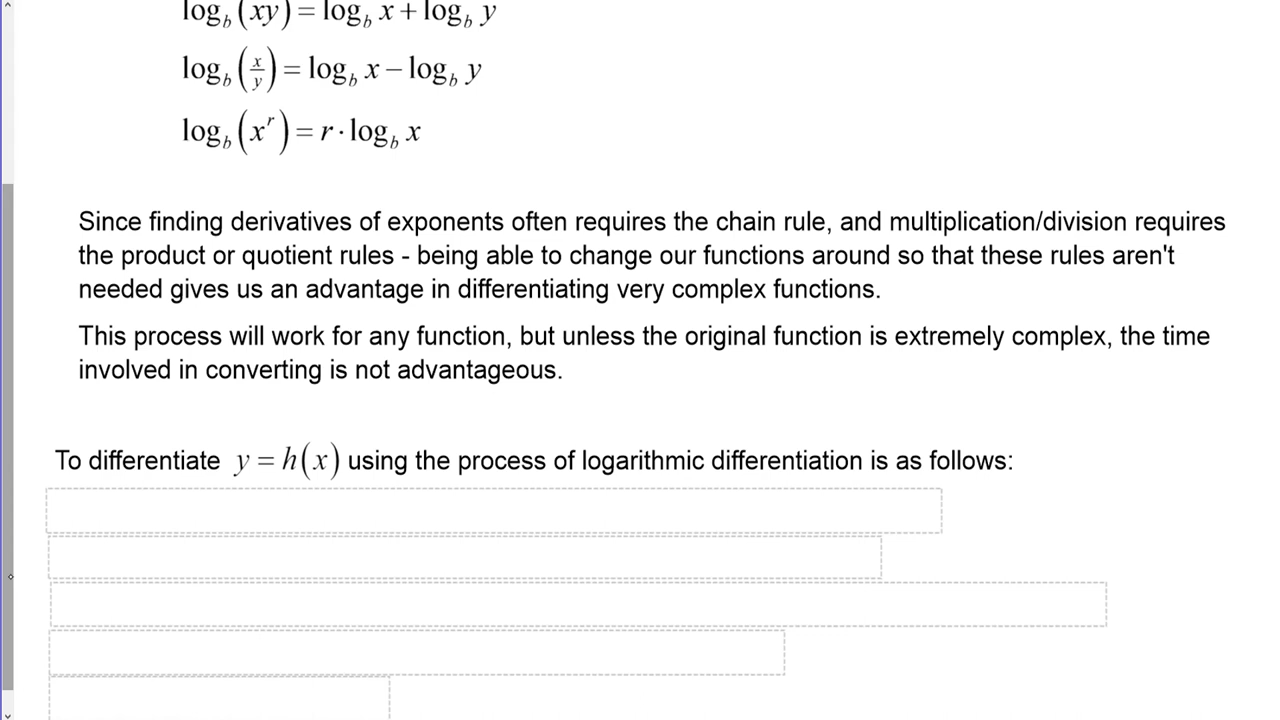 log_b (xy) = log_b x + log_b y
log_b (x/y) = log_b x − log_b y
log_b (x^r) = r · log_b x
Since finding derivatives of exponents often requires the chain rule, and multiplication/division requires
the product or quotient rules - being able to change our functions around so that these rules aren't
needed gives us an advantage in differentiating very complex functions.
This process will work for any function, but unless the original function is extremely complex, the time
involved in converting is not advantageous.
To differentiate y = h(x) using the process of logarithmic differentiation is as follows: